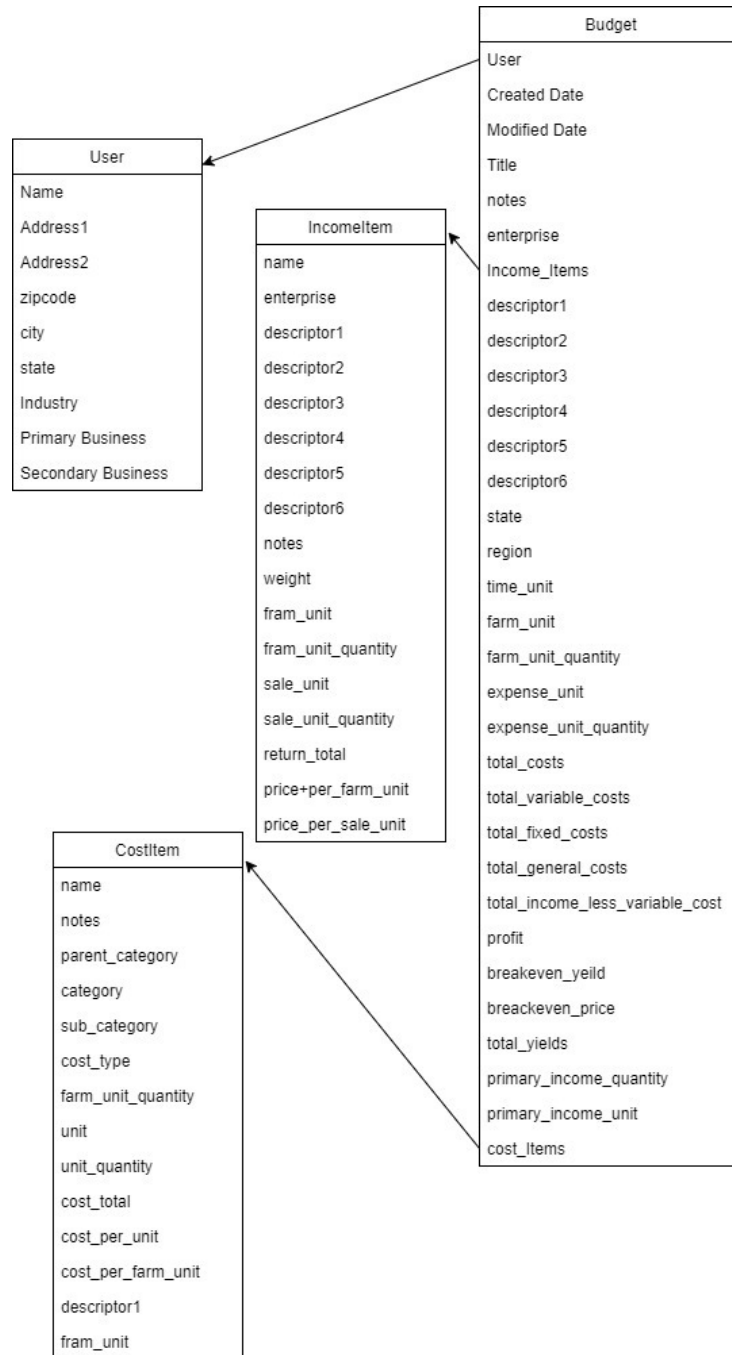 Budget
User
Created Date
Modified Date
Title
notes
enterprise
Income_Items
descriptor1
descriptor2
descriptor3
descriptor4
descriptor5
descriptor6
state
region
time_unit
farm_unit
farm_unit_quantity
expense_unit
expense_unit_quantity
total_costs
total_variable_costs
total_fixed_costs
total_general_costs
total_income_less_variable_cost
profit
breakeven_yeild
breackeven_price
total_yields
primary_income_quantity
primary_income_unit
cost_Items
User
Name
Address1
Address2
zipcode
city
state
Industry
Primary Business
Secondary Business
IncomeItem
name
enterprise
descriptor1
descriptor2
descriptor3
descriptor4
descriptor5
descriptor6
notes
weight
fram_unit
fram_unit_quantity
sale_unit
sale_unit_quantity
return_total
price+per_farm_unit
price_per_sale_unit
CostItem
name
notes
parent_category
category
sub_category
cost_type
farm_unit_quantity
unit
unit_quantity
cost_total
cost_per_unit
cost_per_farm_unit
descriptor1
fram_unit